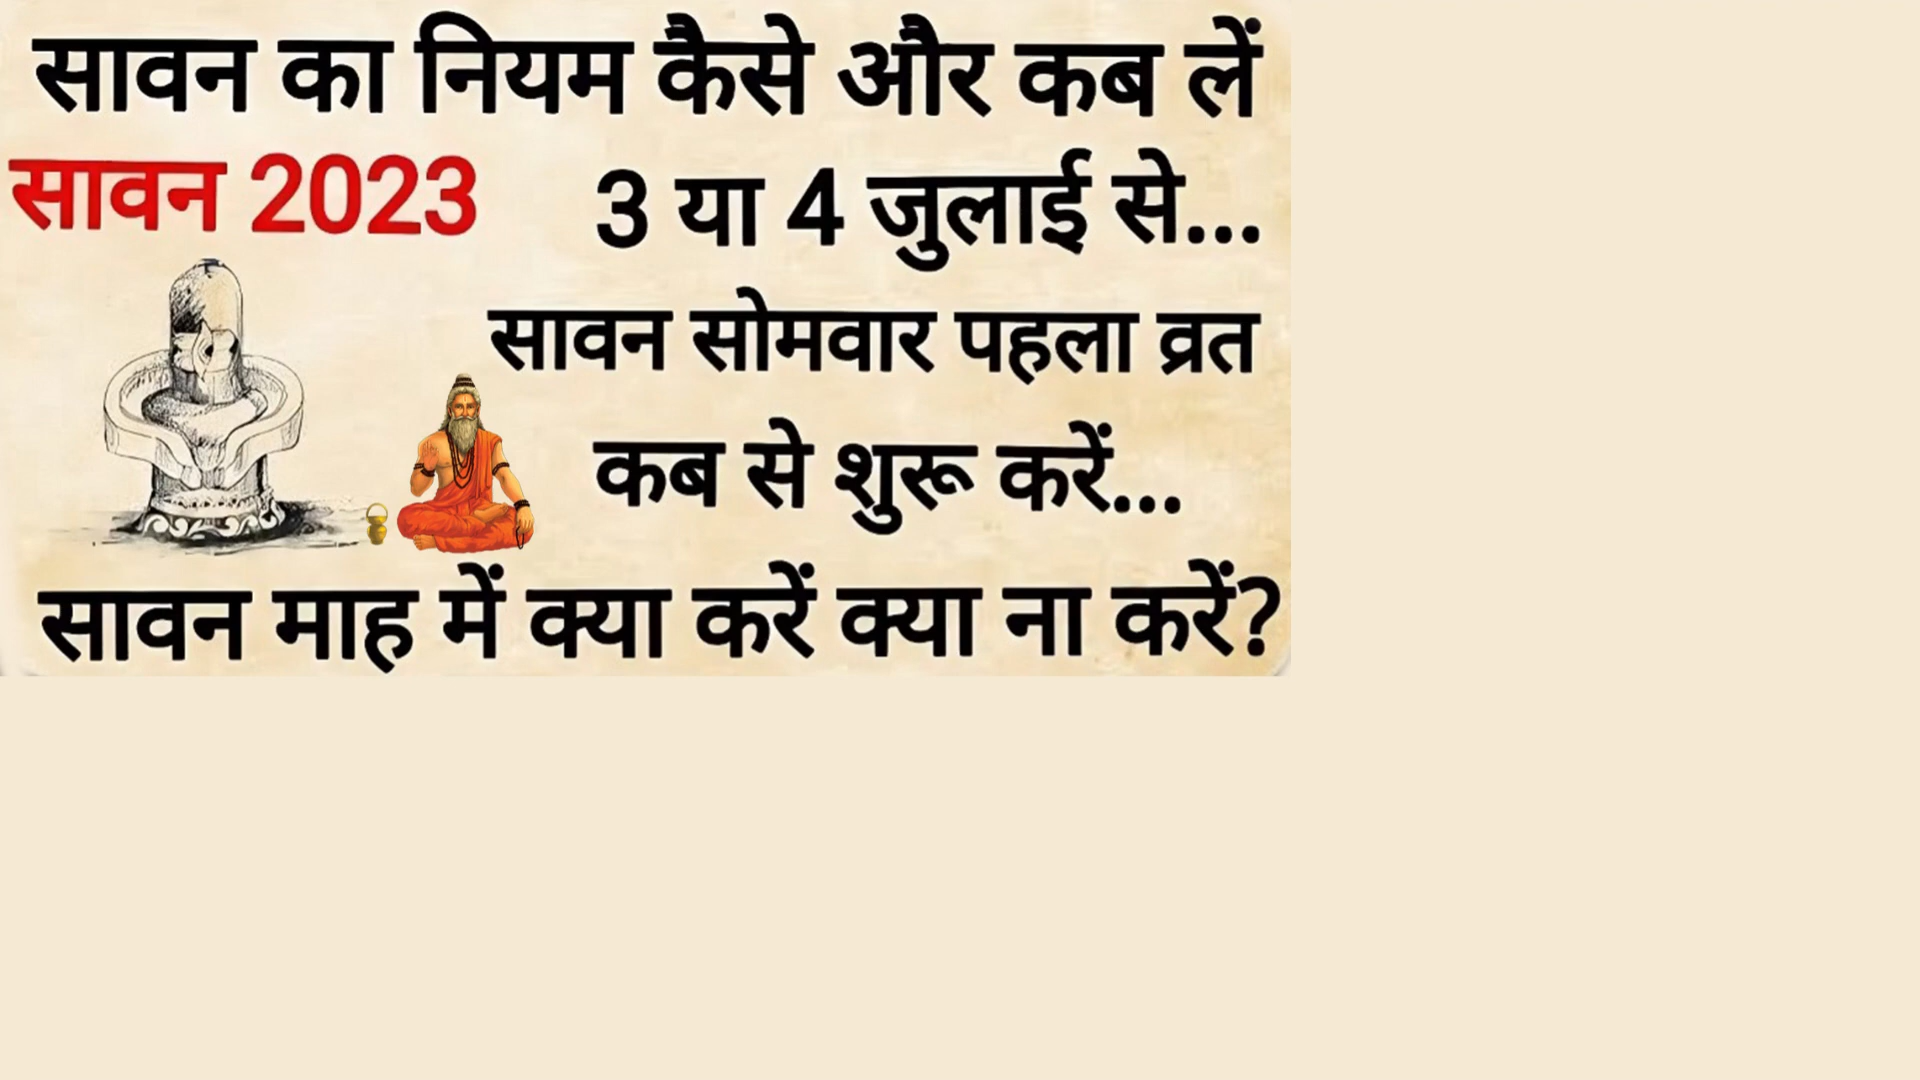 सावन का नियम कैसे और कब लें
सावन 2023 3 या 4 जुलाई से...
सावन सोमवार पहला व्रत
कब से शुरू करें...
सावन माह में क्या करें क्या ना करें?